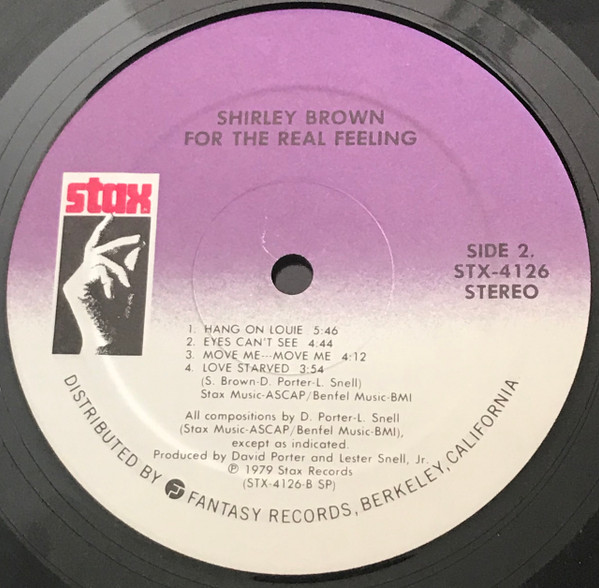 SHIRLEY BROWN
FOR THE REAL FEELING
stax
SIDE 2.
STX-4126
STEREO
1. HANG ON LOUIE 5:46
2. EYES CAN'T SEE 4:44
3. MOVE ME---MOVE ME 4:12
4. LOVE STARVED 3:54
(S. Brown-D. Porter-L. Snell)
Stax Music-ASCAP/Benfel Music-BMI
All compositions by D. Porter-L. Snell
(Stax Music-ASCAP/Benfel Music-BMI),
except as indicated.
Produced by David Porter and Lester Snell, Jr.
℗ 1979 Stax Records
(STX-4126-B SP)
DISTRIBUTED BY FANTASY RECORDS, BERKELEY, CALIFORNIA